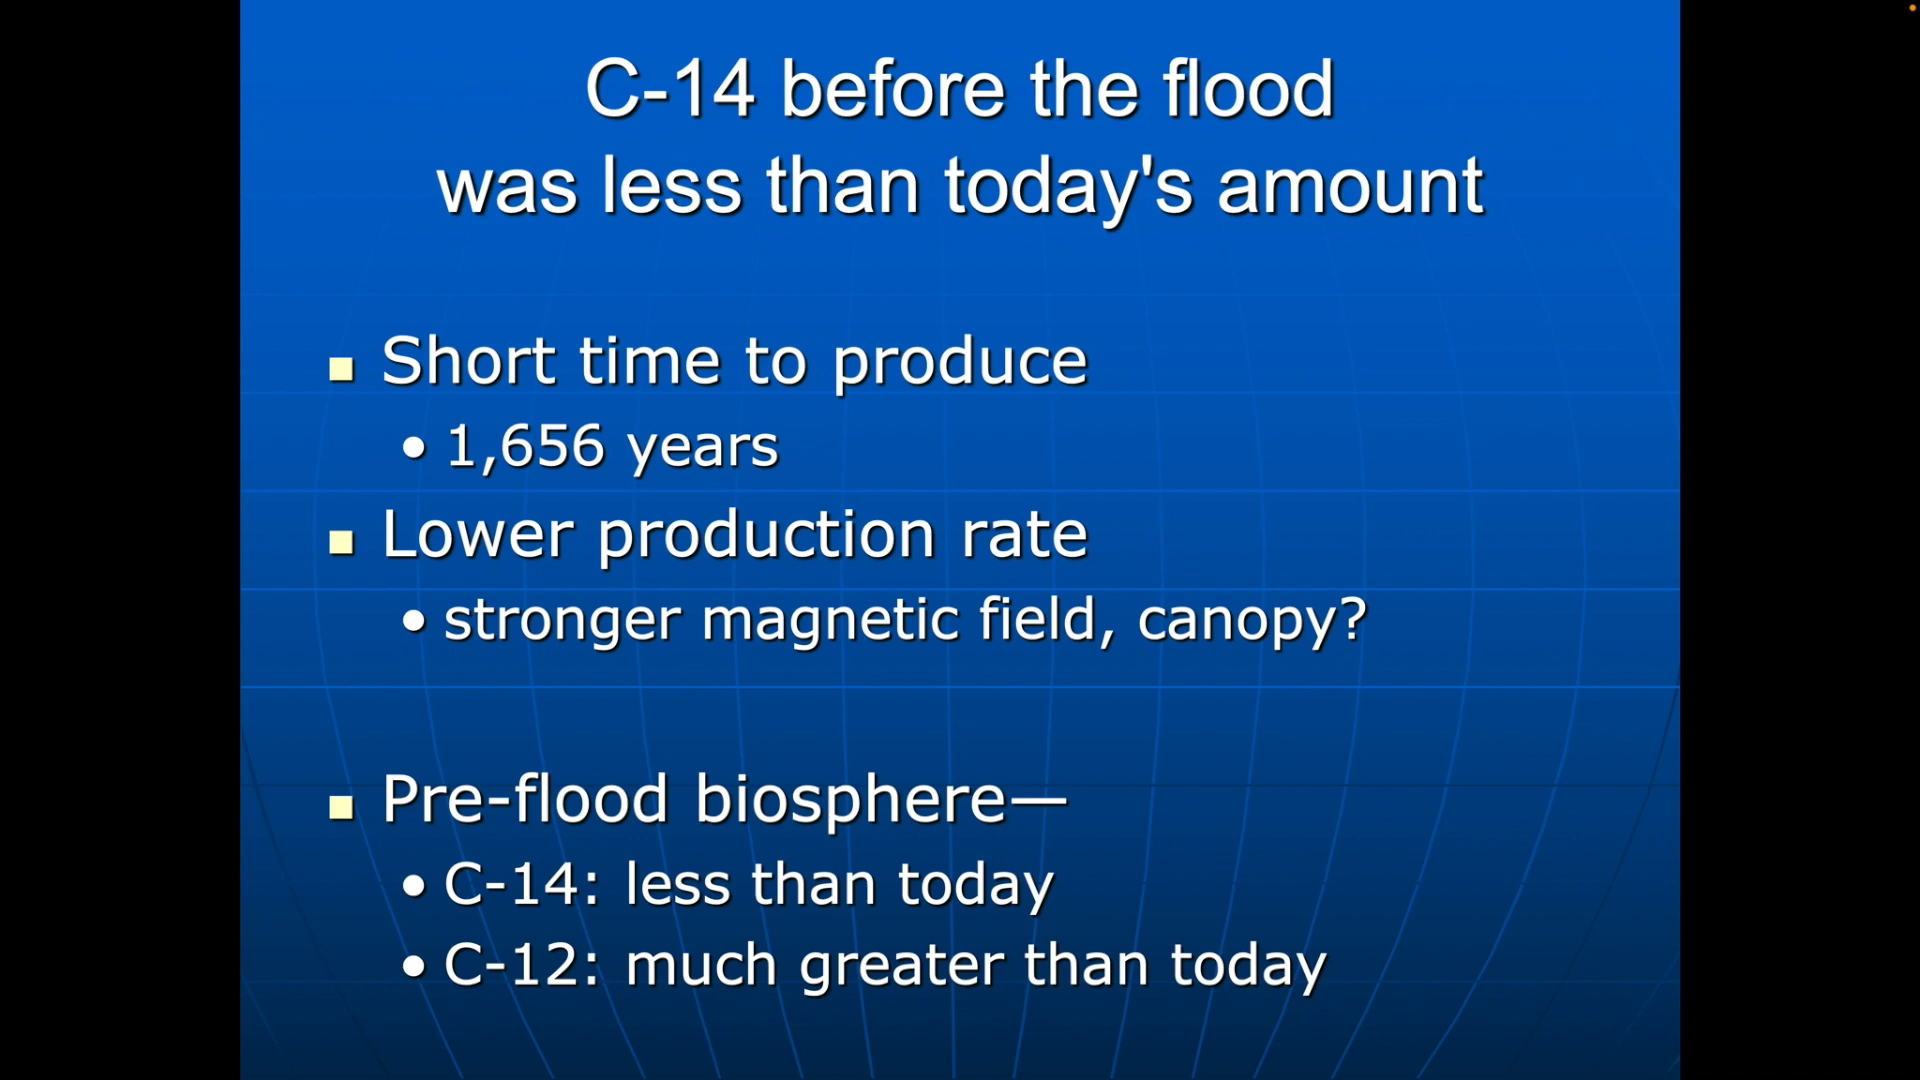 C-14 before the flood
was less than today's amount
Short time to produce
• 1,656 years
Lower production rate
• stronger magnetic field, canopy?
Pre-flood biosphere—
• C-14: less than today
• C-12: much greater than today